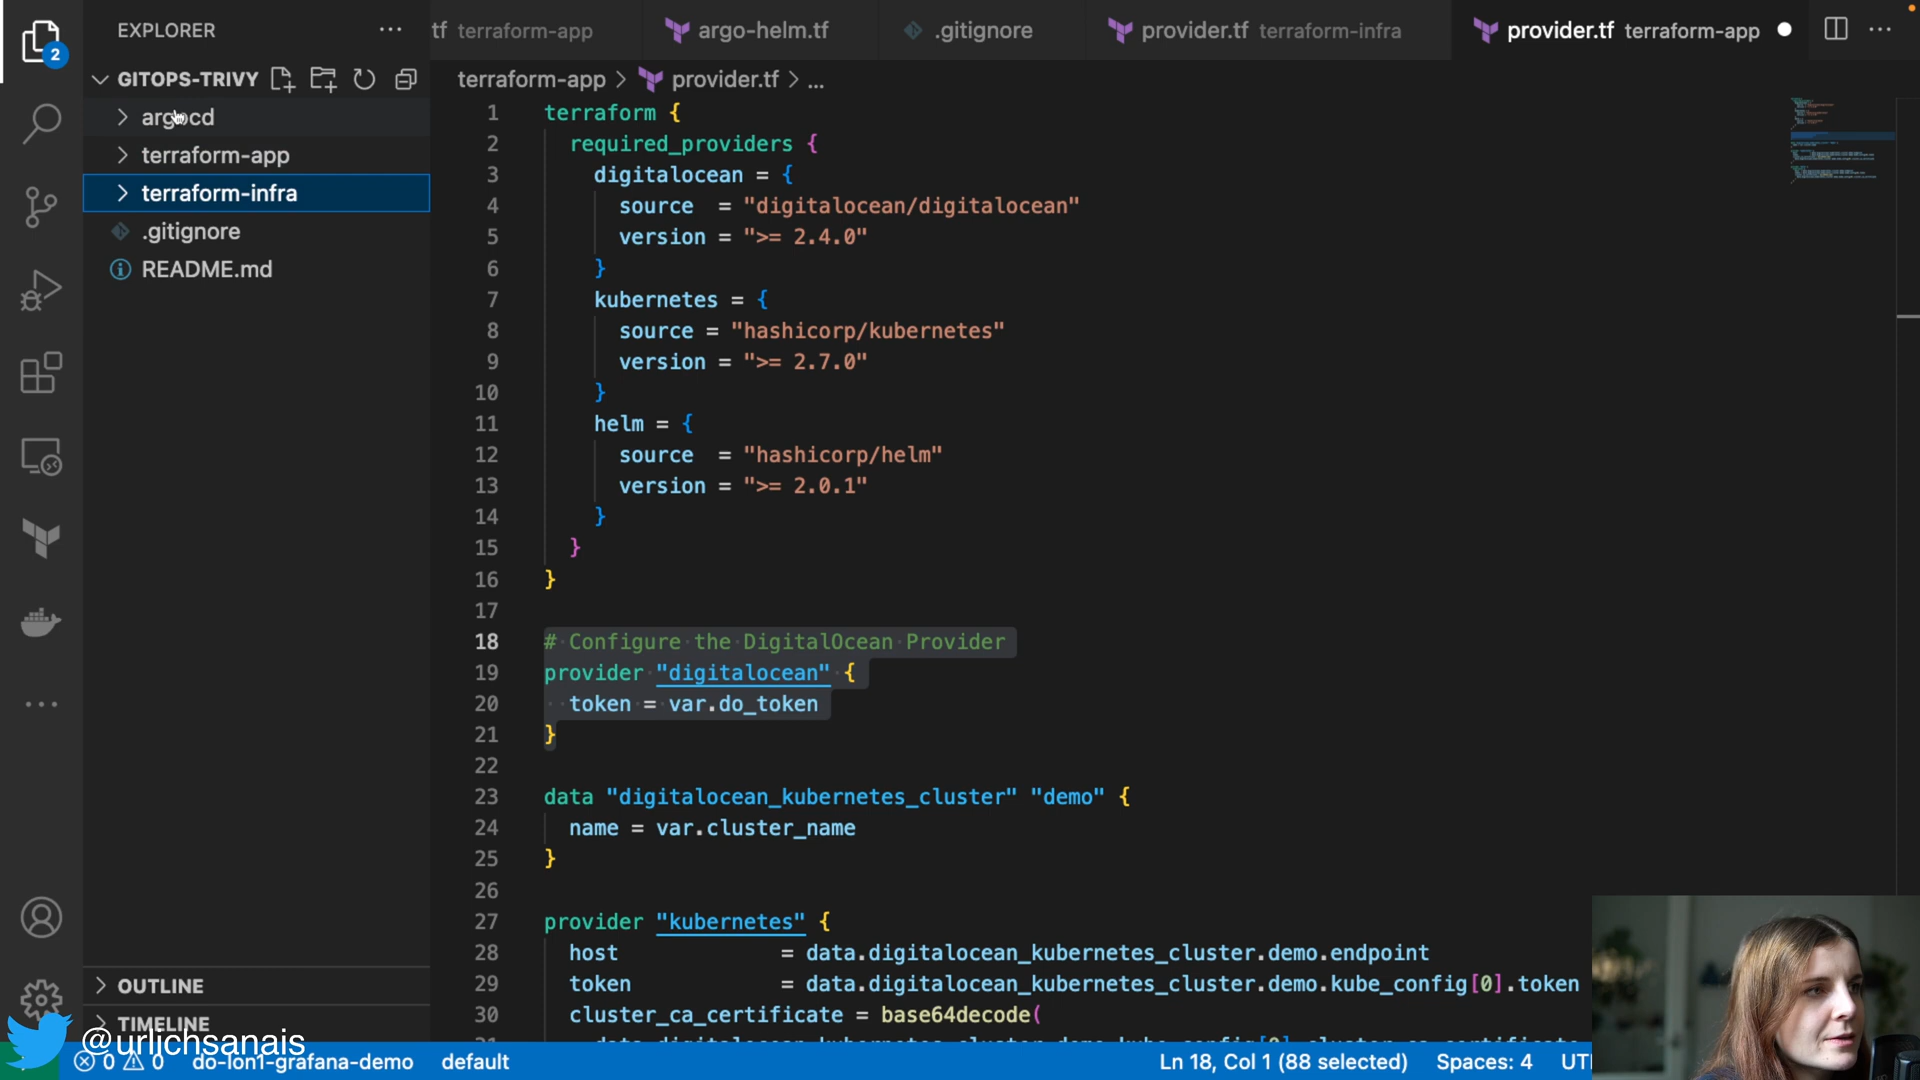 EXPLORER
tf terraform-app
argo-helm.tf
.gitignore
provider.tf terraform-infra
provider.tf terraform-app
2
GITOPS-TRIVY
terraform-app > provider.tf > ...
argocd
terraform-app
terraform-infra
.gitignore
README.md
1 terraform {
2 required_providers {
3 digitalocean = {
4 source = "digitalocean/digitalocean"
5 version = ">= 2.4.0"
6 }
7 kubernetes = {
8 source = "hashicorp/kubernetes"
9 version = ">= 2.7.0"
10 }
11 helm = {
12 source = "hashicorp/helm"
13 version = ">= 2.0.1"
14 }
15 }
16 }
17
18 # Configure the DigitalOcean Provider
19 provider "digitalocean" {
20 token = var.do_token
21 }
22
23 data "digitalocean_kubernetes_cluster" "demo" {
24 name = var.cluster_name
25 }
26
27 provider "kubernetes" {
28 host = data.digitalocean_kubernetes_cluster.demo.endpoint
29 token = data.digitalocean_kubernetes_cluster.demo.kube_config[0].token
30 cluster_ca_certificate = base64decode(
OUTLINE
TIMELINE
@urlichsanais
0 0 do-lon1-grafana-demo default
Ln 18, Col 1 (88 selected) Spaces: 4